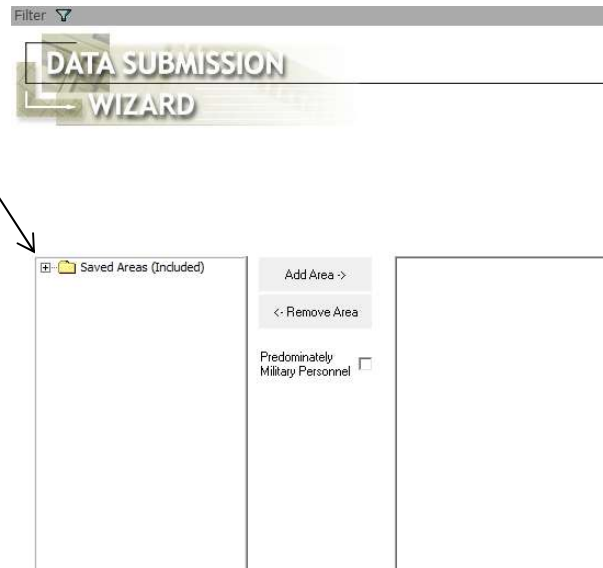 Filter
DATA SUBMISSION
WIZARD
Saved Areas (Included)
Add Area ->
<- Remove Area
Predominately
Military Personnel